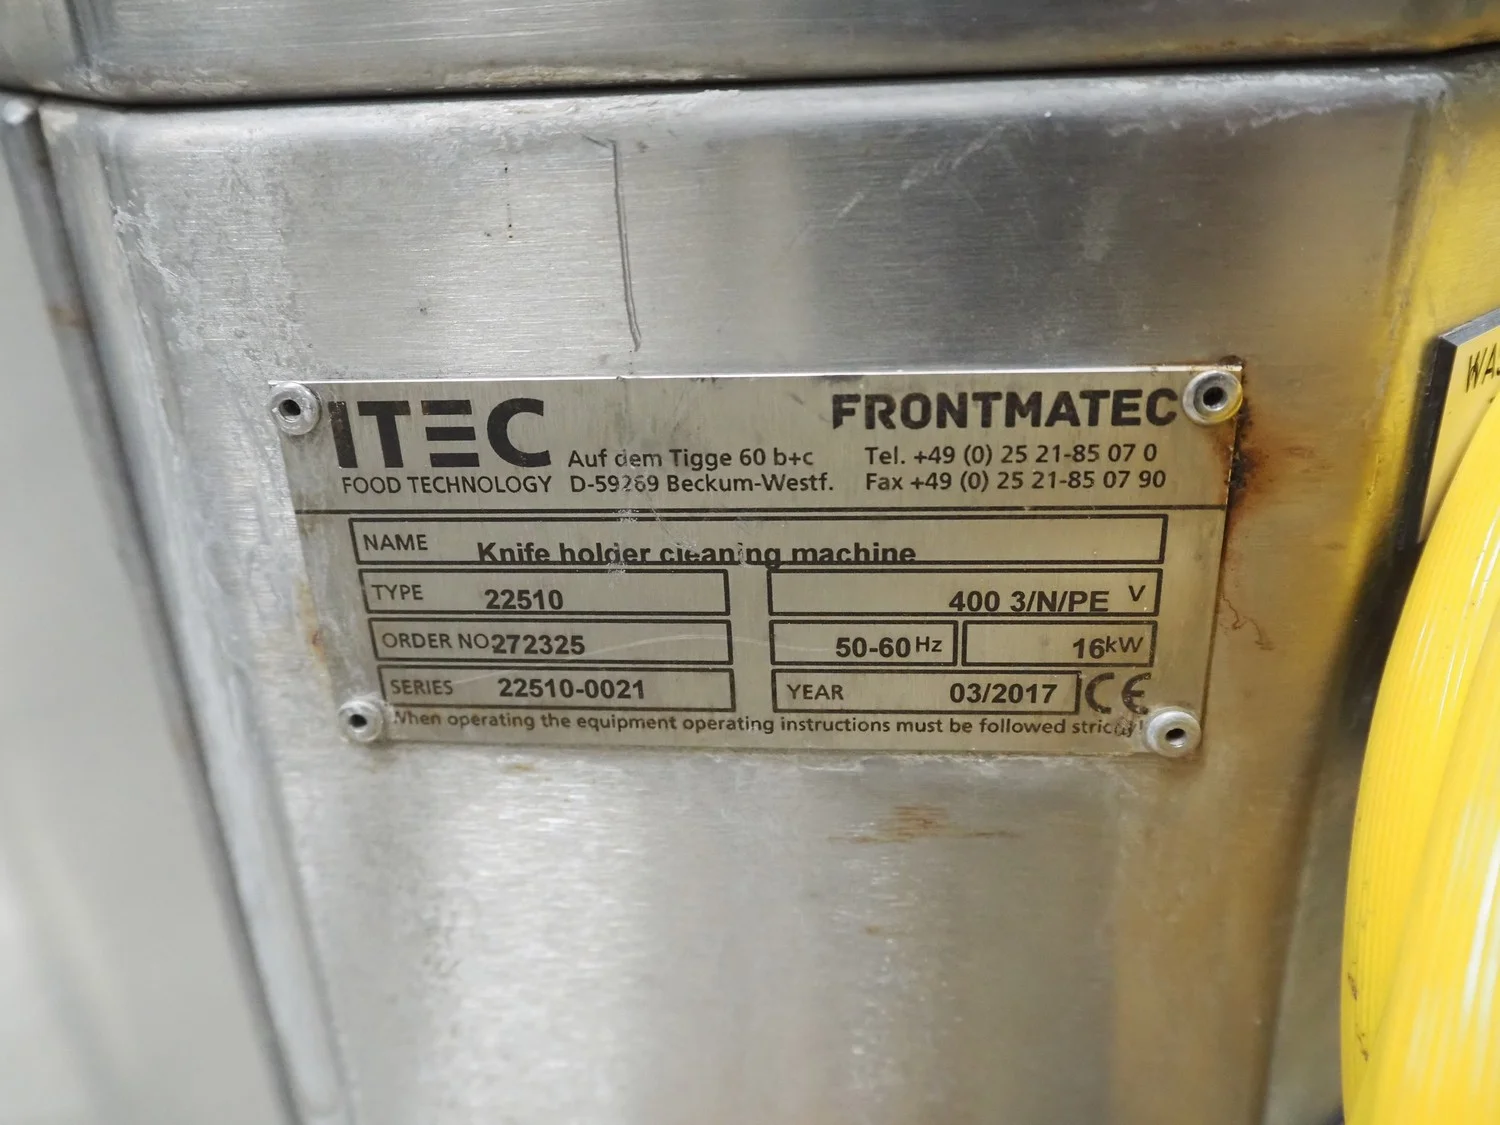 ITEC FRONTMATEC
Auf dem Tigge 60 b+c Tel. +49 (0) 25 21-85 07 0
FOOD TECHNOLOGY D-59269 Beckum-Westf. Fax +49 (0) 25 21-85 07 90
NAME Knife holder cleaning machine
TYPE 22510 400 3/N/PE V
ORDER NO 272325 50-60 Hz 16 kW
SERIES 22510-0021 YEAR 03/2017 CE
When operating the equipment operating instructions must be followed strictly!